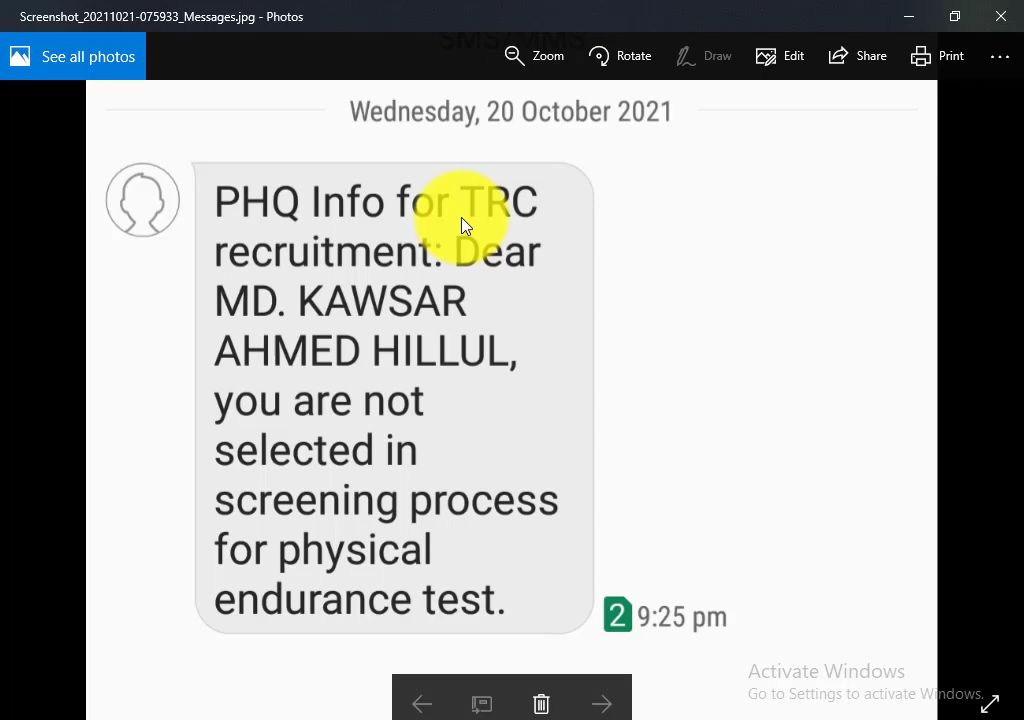 Screenshot_20211021-075933_Messages.jpg - Photos
See all photos
Zoom
Rotate
Draw
Edit
Share
Print
SMS/MMS
Wednesday, 20 October 2021
PHQ Info for TRC
recruitment: Dear
MD. KAWSAR
AHMED HILLUL,
you are not
selected in
screening process
for physical
endurance test.
2 9:25 pm
Activate Windows
Go to Settings to activate Windows.